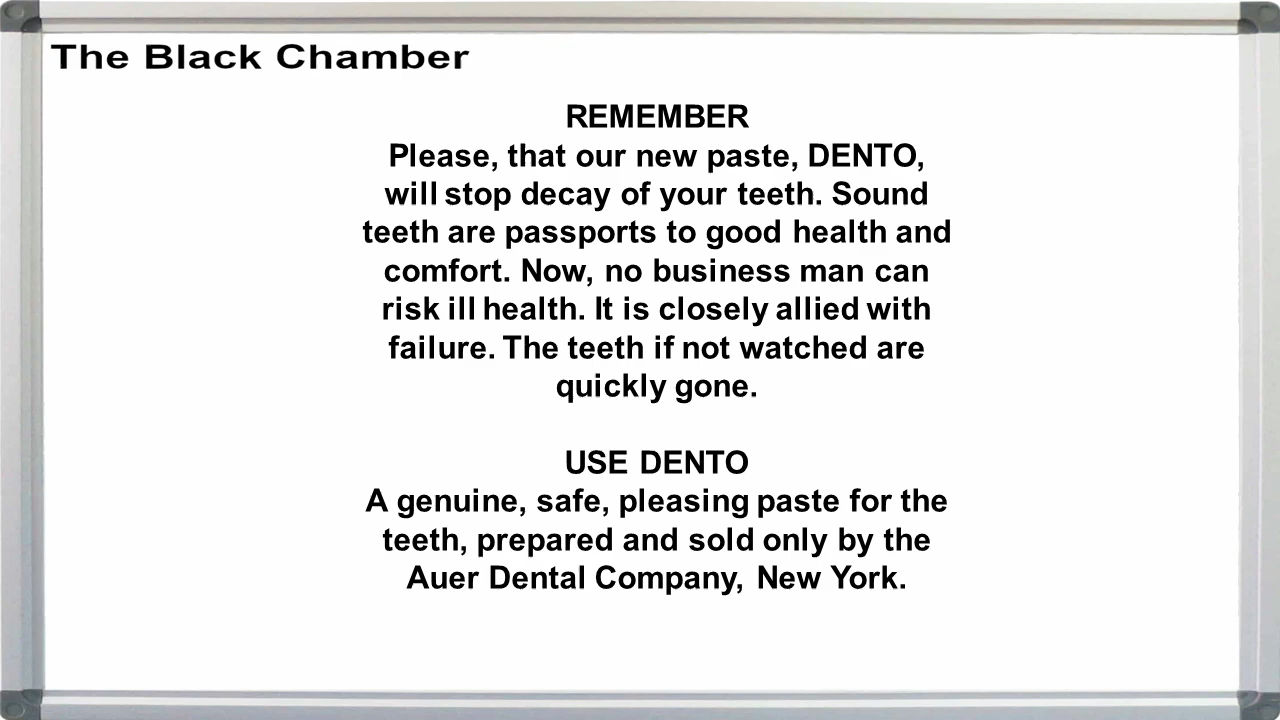 The Black Chamber
REMEMBER
Please, that our new paste, DENTO,
will stop decay of your teeth. Sound
teeth are passports to good health and
comfort. Now, no business man can
risk ill health. It is closely allied with
failure. The teeth if not watched are
quickly gone.
USE DENTO
A genuine, safe, pleasing paste for the
teeth, prepared and sold only by the
Auer Dental Company, New York.